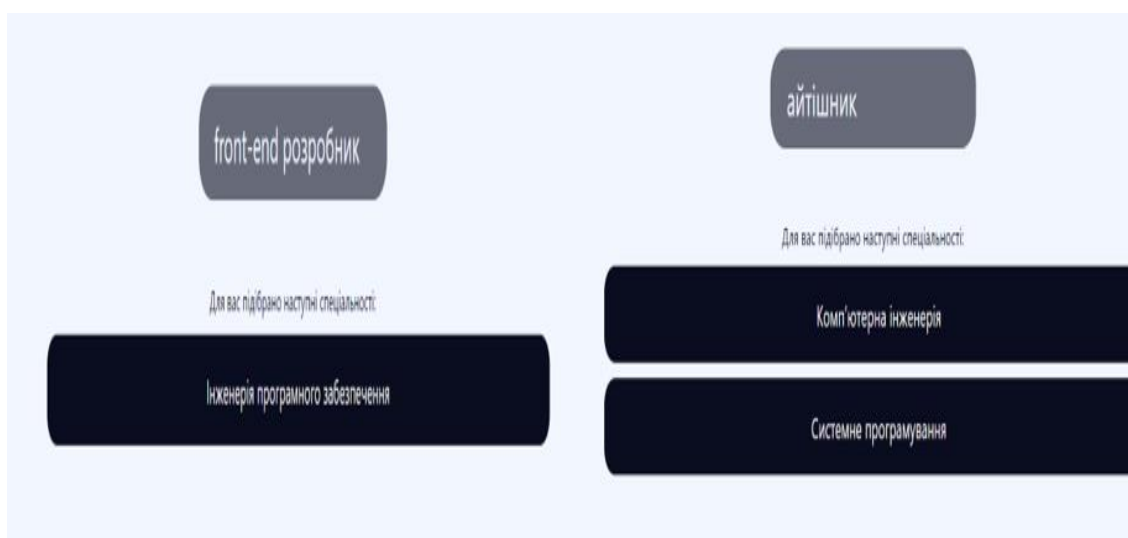 front-end розробник
Для вас підібрано наступні спеціальності:
Інженерія програмного забезпечення
айтішник
Для вас підібрано наступні спеціальності:
Комп'ютерна інженерія
Системне програмування